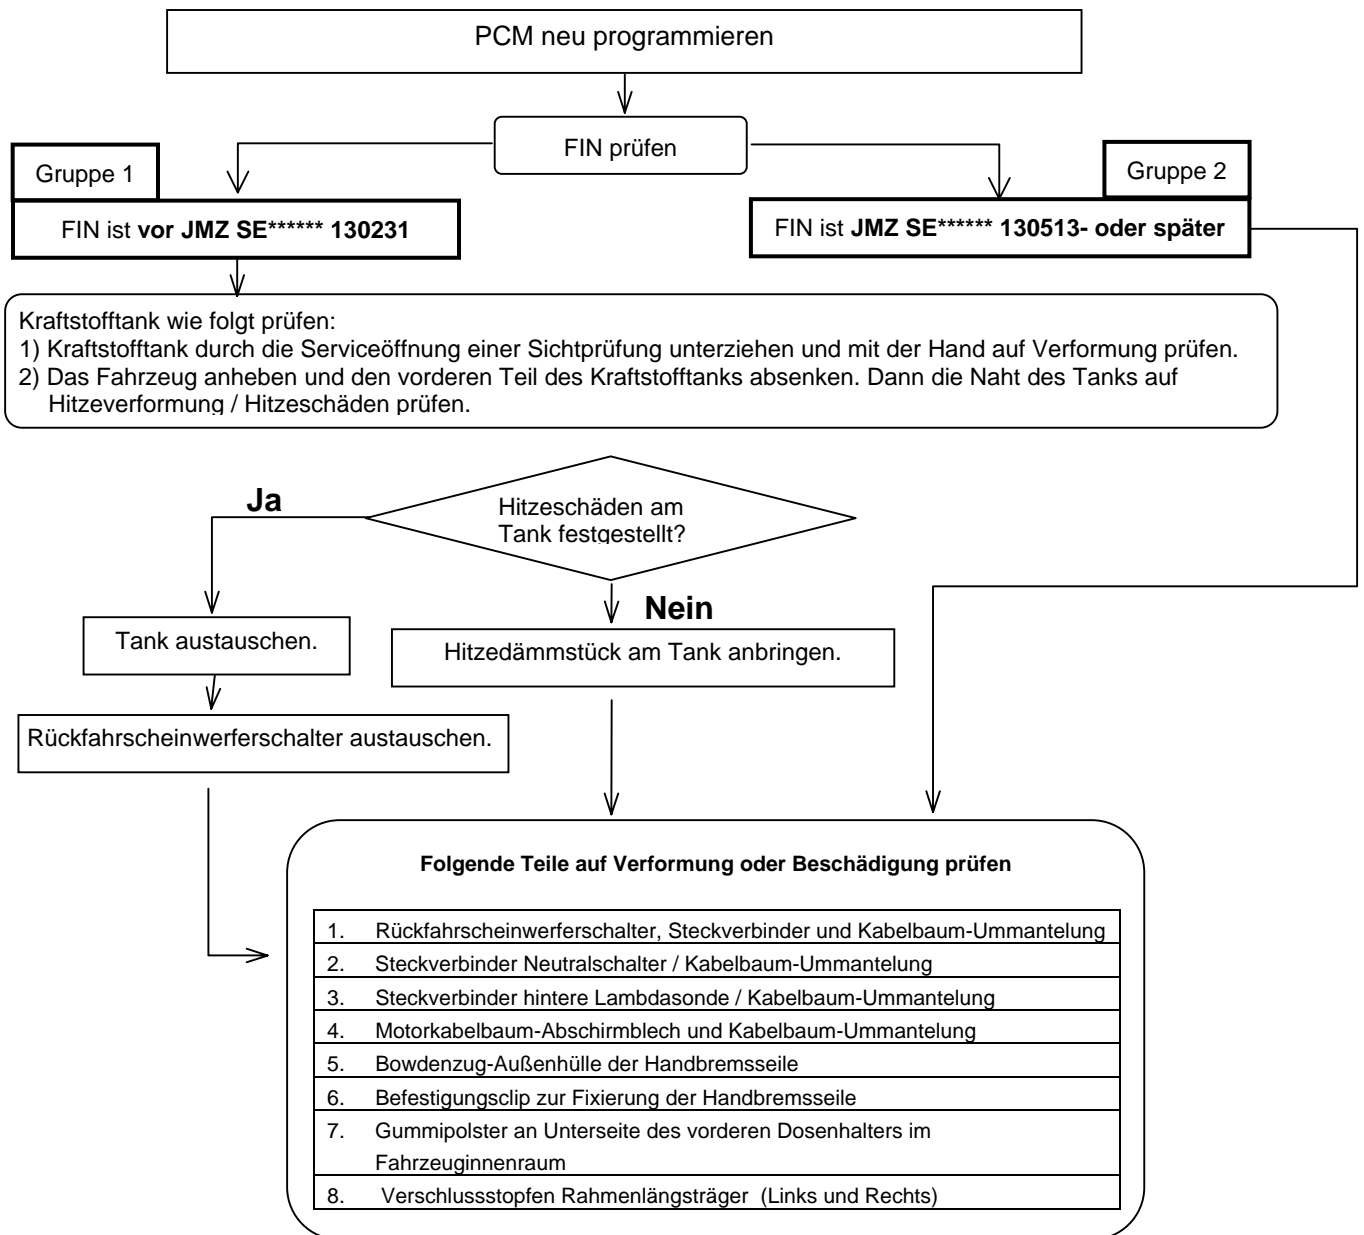 PCM neu programmieren
FIN prüfen
Gruppe 1
Gruppe 2
FIN ist vor JMZ SE****** 130231
FIN ist JMZ SE****** 130513- oder später
Kraftstofftank wie folgt prüfen:
1) Kraftstofftank durch die Serviceöffnung einer Sichtprüfung unterziehen und mit der Hand auf Verformung prüfen.
2) Das Fahrzeug anheben und den vorderen Teil des Kraftstofftanks absenken. Dann die Naht des Tanks auf
Hitzeverformung / Hitzeschäden prüfen.
Hitzeschäden am
Tank festgestellt?
Ja
Nein
Tank austauschen.
Hitzedämmstück am Tank anbringen.
Rückfahrscheinwerferschalter austauschen.
Folgende Teile auf Verformung oder Beschädigung prüfen
1. Rückfahrscheinwerferschalter, Steckverbinder und Kabelbaum-Ummantelung
2. Steckverbinder Neutralschalter / Kabelbaum-Ummantelung
3. Steckverbinder hintere Lambdasonde / Kabelbaum-Ummantelung
4. Motorkabelbaum-Abschirmblech und Kabelbaum-Ummantelung
5. Bowdenzug-Außenhülle der Handbremsseile
6. Befestigungsclip zur Fixierung der Handbremsseile
7. Gummipolster an Unterseite des vorderen Dosenhalters im
Fahrzeuginnenraum
8. Verschlussstopfen Rahmenlängsträger (Links und Rechts)